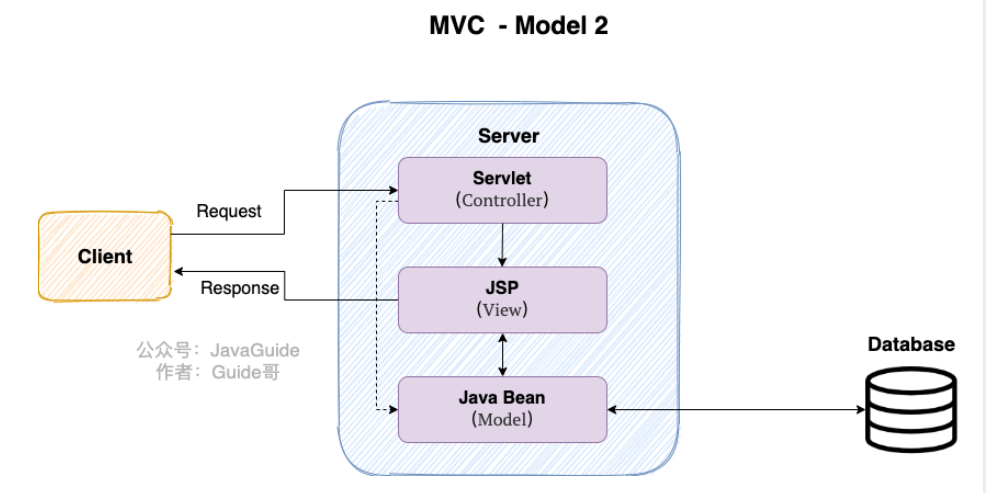 MVC - Model 2
Server
Servlet
(Controller)
Request
Client
JSP
(View)
Response
公众号：JavaGuide
作者：Guide哥
Database
Java Bean
(Model)